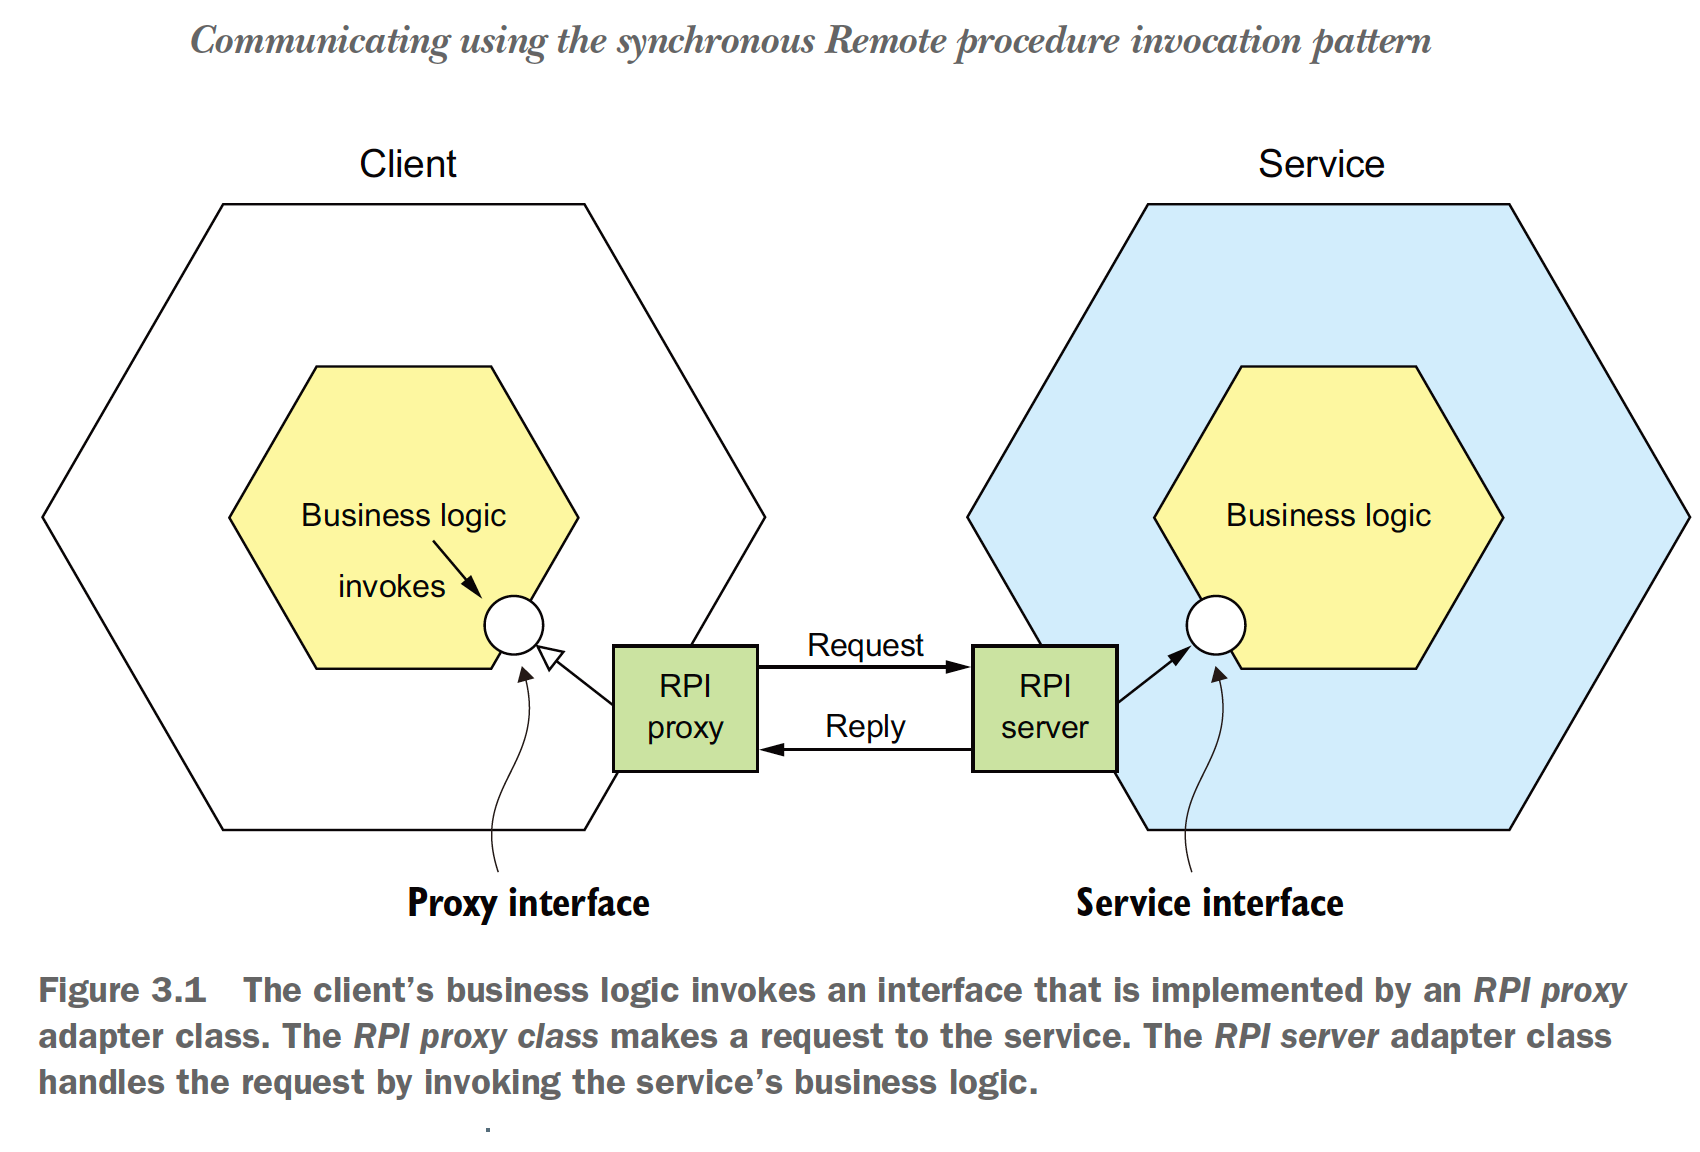 Communicating using the synchronous Remote procedure invocation pattern
Client
Service
Business logic
invokes
Business logic
Request
RPI
proxy
RPI
server
Reply
Proxy interface
Service interface
Figure 3.1 The client’s business logic invokes an interface that is implemented by an RPI proxy
adapter class. The RPI proxy class makes a request to the service. The RPI server adapter class
handles the request by invoking the service’s business logic.